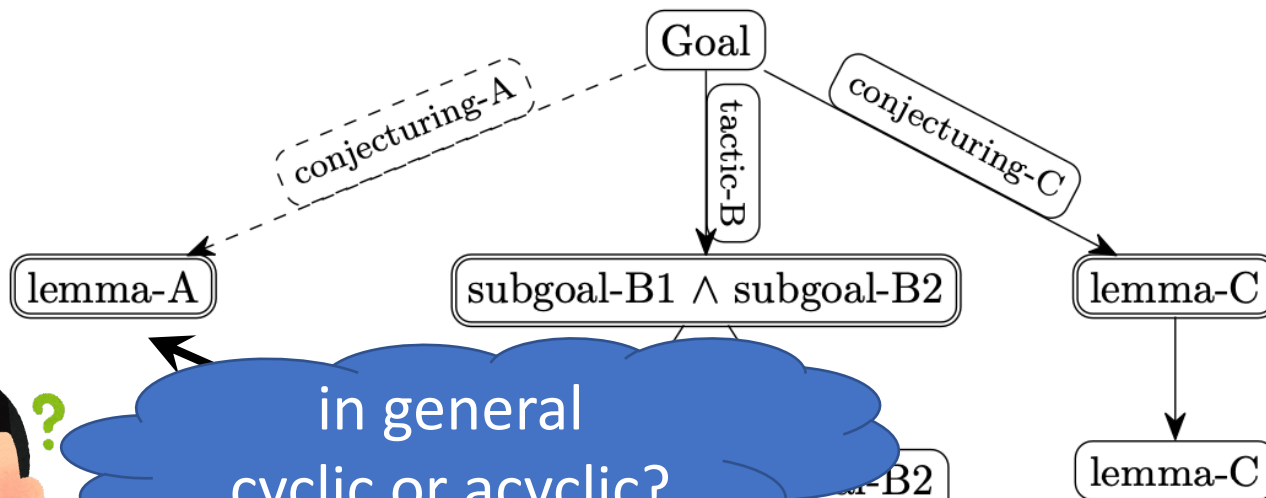 Goal
conjecturing-A
tactic-B
conjecturing-C
lemma-A
subgoal-B1 ∧ subgoal-B2
lemma-C
?
in general
cyclic or acyclic?
lemma-C